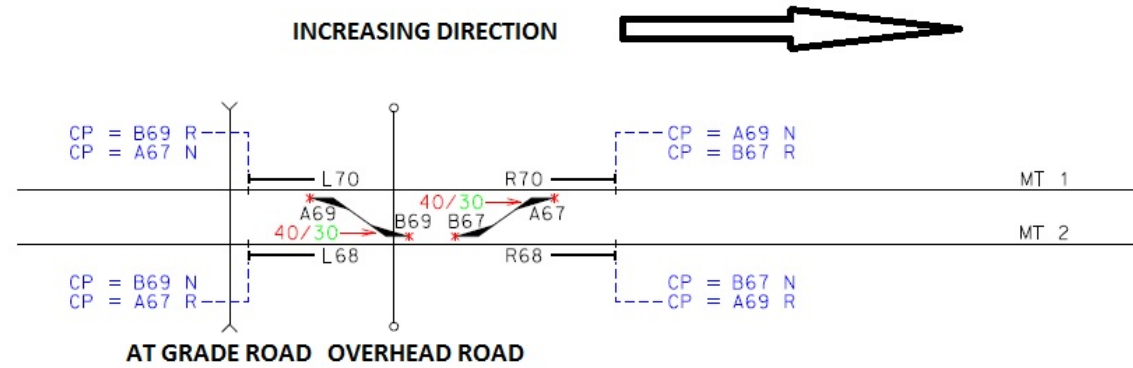 INCREASING DIRECTION
CP = B69 R
CP = A67 N
CP = A69 N
CP = B67 R
L70
R70
MT 1
A69
40/30
B69
B67
40/30
A67
MT 2
L68
R68
CP = B69 N
CP = A67 R
CP = B67 N
CP = A69 R
AT GRADE ROAD
OVERHEAD ROAD